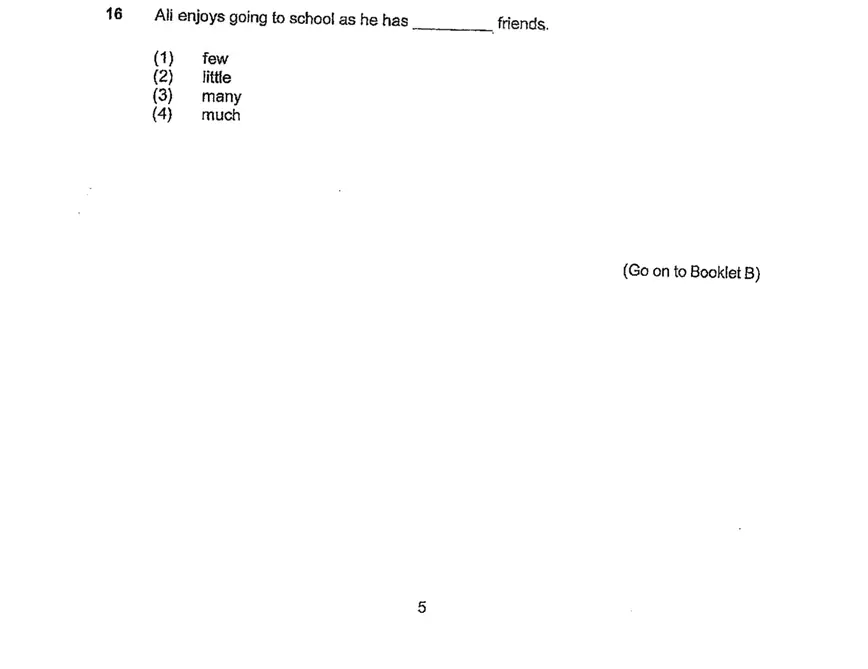 16 Ali enjoys going to school as he has ________ friends.
(1) few
(2) little
(3) many
(4) much
(Go on to Booklet B)
5